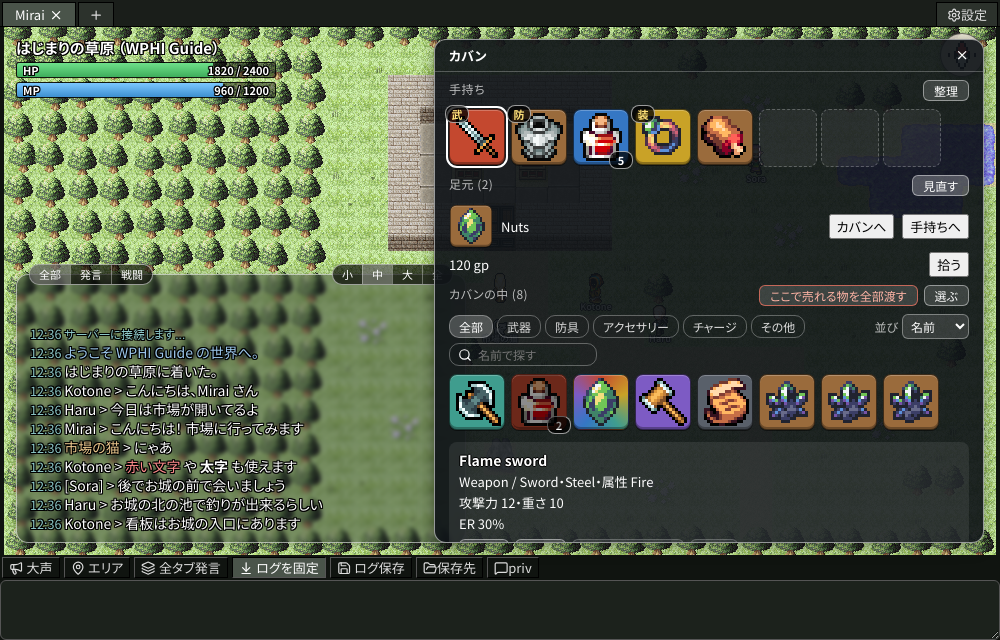 Mirai ×
+
設定
はじまりの草原 (WPHI Guide)
HP 1820 / 2400
MP 960 / 1200
カバン
×
手持ち
整理
武
防
5
装
足元 (2)
見直す
Nuts
カバンへ
手持ちへ
120 gp
拾う
カバンの中 (8)
ここで売れる物を全部渡す
選ぶ
全部 武器 防具 アクセサリー チャージ その他
並び 名前
名前で探す
2
Flame sword
Weapon / Sword・Steel・属性 Fire
攻撃力 12・重さ 10
ER 30%
全部 発言 戦闘
小 中 大
12:36 サーバーに接続します...
12:36 ようこそ WPHI Guide の世界へ。
12:36 はじまりの草原に着いた。
12:36 Kotone > こんにちは、Mirai さん
12:36 Haru > 今日は市場が開いてるよ
12:36 Mirai > こんにちは! 市場に行ってみます
12:36 市場の猫 > にゃあ
12:36 Kotone > 赤い文字 や 太字 も使えます
12:36 [Sora] > 後でお城の前で会いましょう
12:36 Haru > お城の北の池で釣りが出来るらしい
12:36 Kotone > 看板はお城の入口にあります
大声
エリア
全タブ発言
ログを固定
ログ保存
保存先
priv